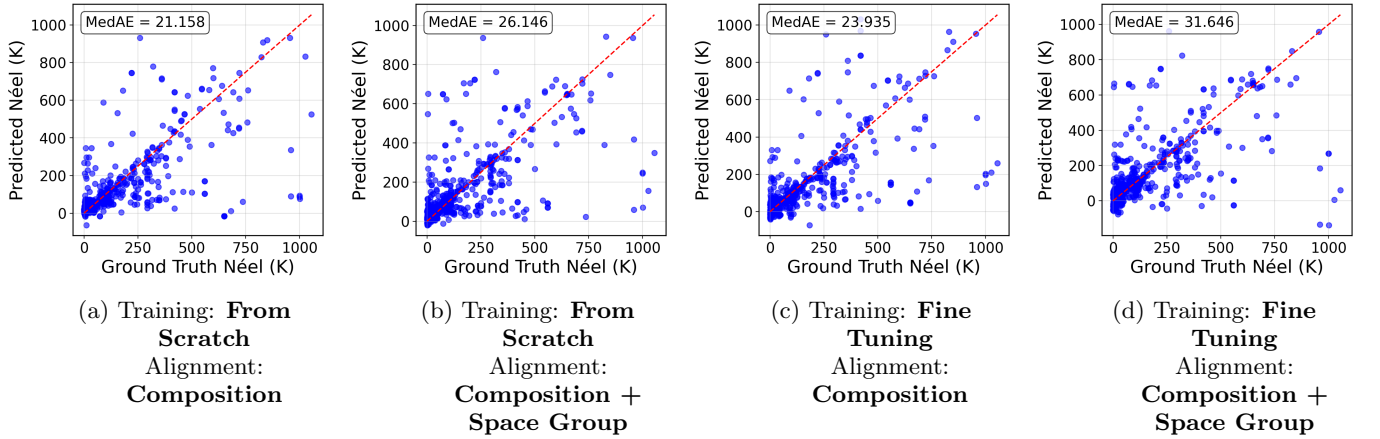 MedAE = 21.158
1000
800
600
400
200
0
Predicted Néel (K)
0
250
500
750
1000
Ground Truth Néel (K)
(a) Training: From
Scratch
Alignment:
Composition
MedAE = 26.146
1000
800
600
400
200
0
Predicted Néel (K)
0
250
500
750
1000
Ground Truth Néel (K)
(b) Training: From
Scratch
Alignment:
Composition +
Space Group
MedAE = 23.935
1000
800
600
400
200
0
Predicted Néel (K)
0
250
500
750
1000
Ground Truth Néel (K)
(c) Training: Fine
Tuning
Alignment:
Composition
MedAE = 31.646
1000
800
600
400
200
0
Predicted Néel (K)
0
250
500
750
1000
Ground Truth Néel (K)
(d) Training: Fine
Tuning
Alignment:
Composition +
Space Group